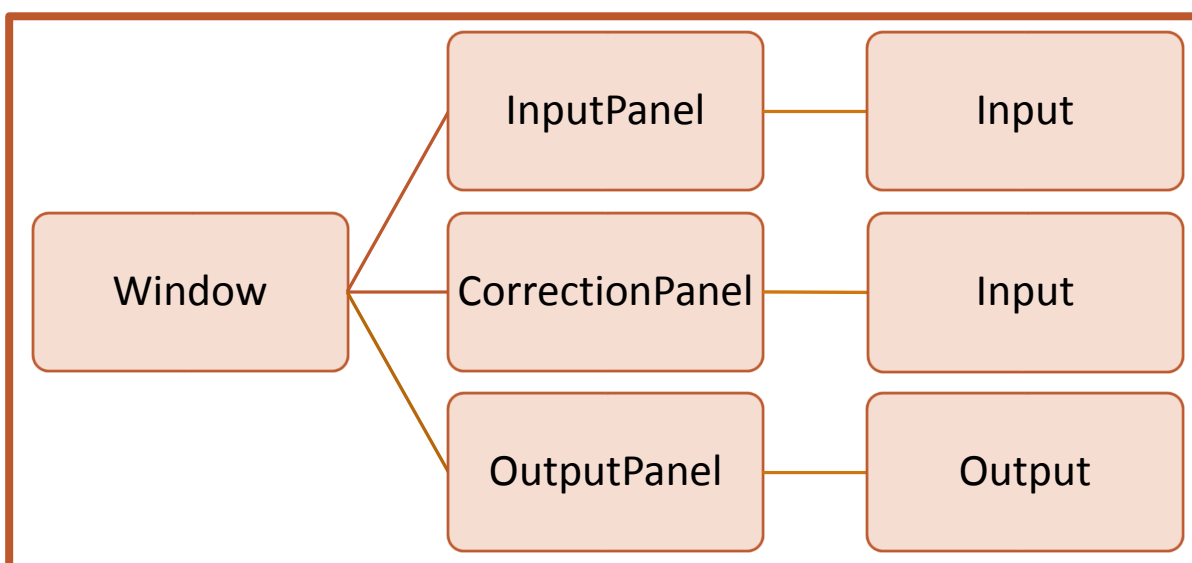 InputPanel
Input
Window
CorrectionPanel
Input
OutputPanel
Output